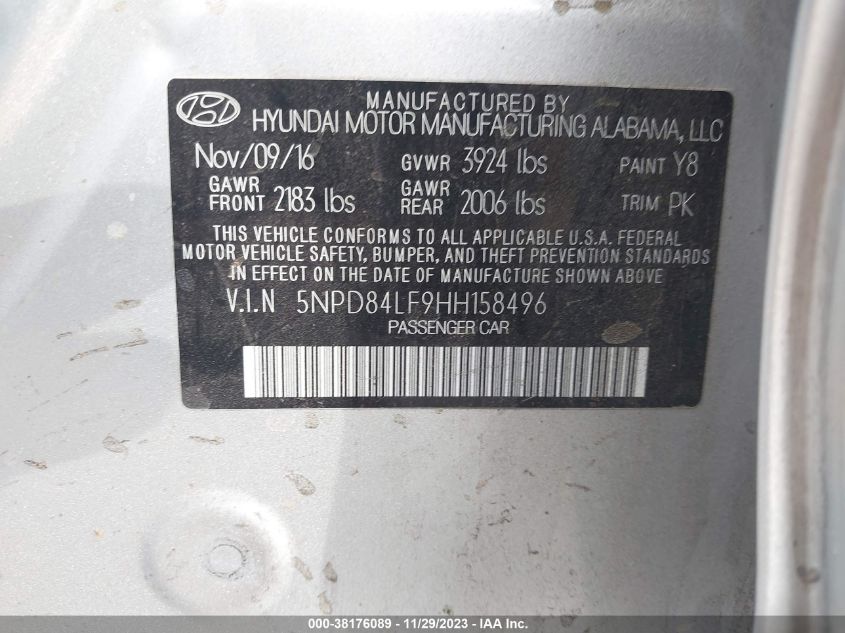 MANUFACTURED BY
HYUNDAI MOTOR MANUFACTURING ALABAMA, LLC
Nov/09/16 GVWR 3924 lbs PAINT Y8
GAWR FRONT 2183 lbs GAWR REAR 2006 lbs TRIM PK
THIS VEHICLE CONFORMS TO ALL APPLICABLE U.S.A. FEDERAL
MOTOR VEHICLE SAFETY, BUMPER, AND THEFT PREVENTION STANDARDS
IN EFFECT ON THE DATE OF MANUFACTURE SHOWN ABOVE
V.I.N 5NPD84LF9HH158496
PASSENGER CAR
000-38176089 - 11/29/2023 - IAA Inc.